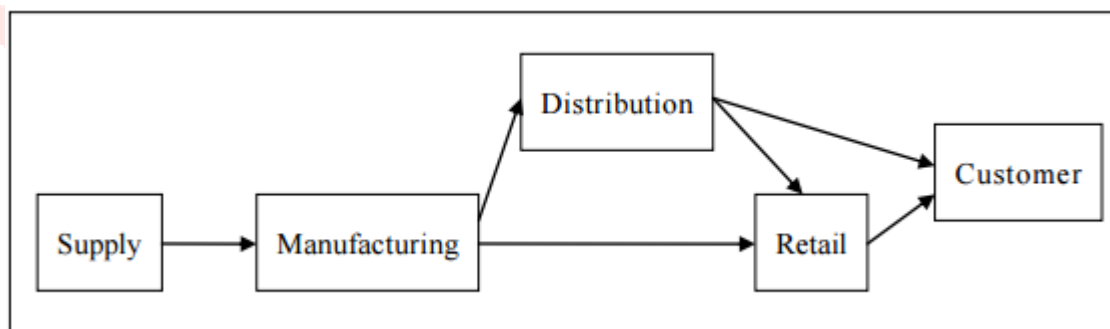 Distribution
Customer
Supply
Manufacturing
Retail